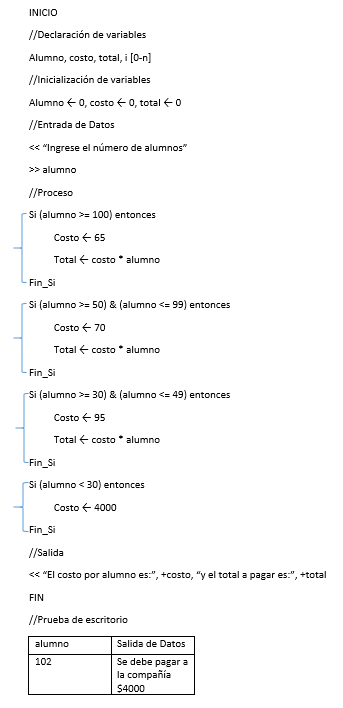 INICIO
//Declaración de variables
Alumno, costo, total, i [0-n]
//Inicialización de variables
Alumno ← 0, costo ← 0, total ← 0
//Entrada de Datos
<< “Ingrese el número de alumnos”
>> alumno
//Proceso
Si (alumno >= 100) entonces
Costo ← 65
Total ← costo * alumno
Fin_Si
Si (alumno >= 50) & (alumno <= 99) entonces
Costo ← 70
Total ← costo * alumno
Fin_Si
Si (alumno >= 30) & (alumno <= 49) entonces
Costo ← 95
Total ← costo * alumno
Fin_Si
Si (alumno < 30) entonces
Costo ← 4000
Fin_Si
//Salida
<< “El costo por alumno es:”, +costo, “y el total a pagar es:”, +total
FIN
//Prueba de escritorio
alumno Salida de Datos
102 Se debe pagar a
la compañía
$4000